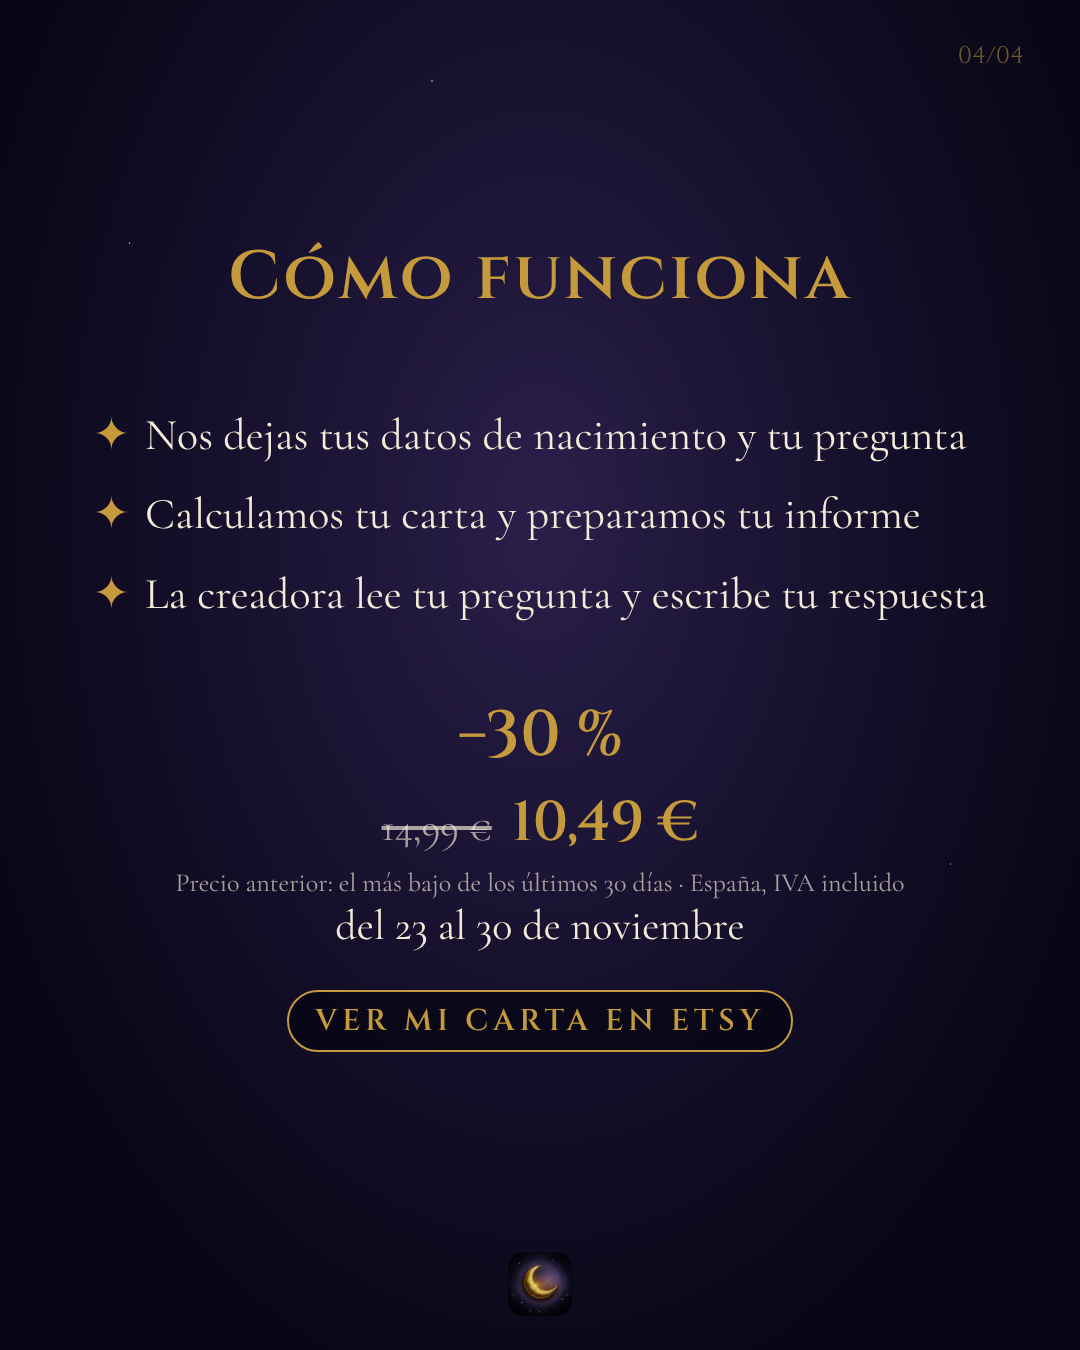 04/04
Cómo funciona
✦ Nos dejas tus datos de nacimiento y tu pregunta
✦ Calculamos tu carta y preparamos tu informe
✦ La creadora lee tu pregunta y escribe tu respuesta
−30 %
14,99 € 10,49 €
Precio anterior: el más bajo de los últimos 30 días · España, IVA incluido
del 23 al 30 de noviembre
VER MI CARTA EN ETSY